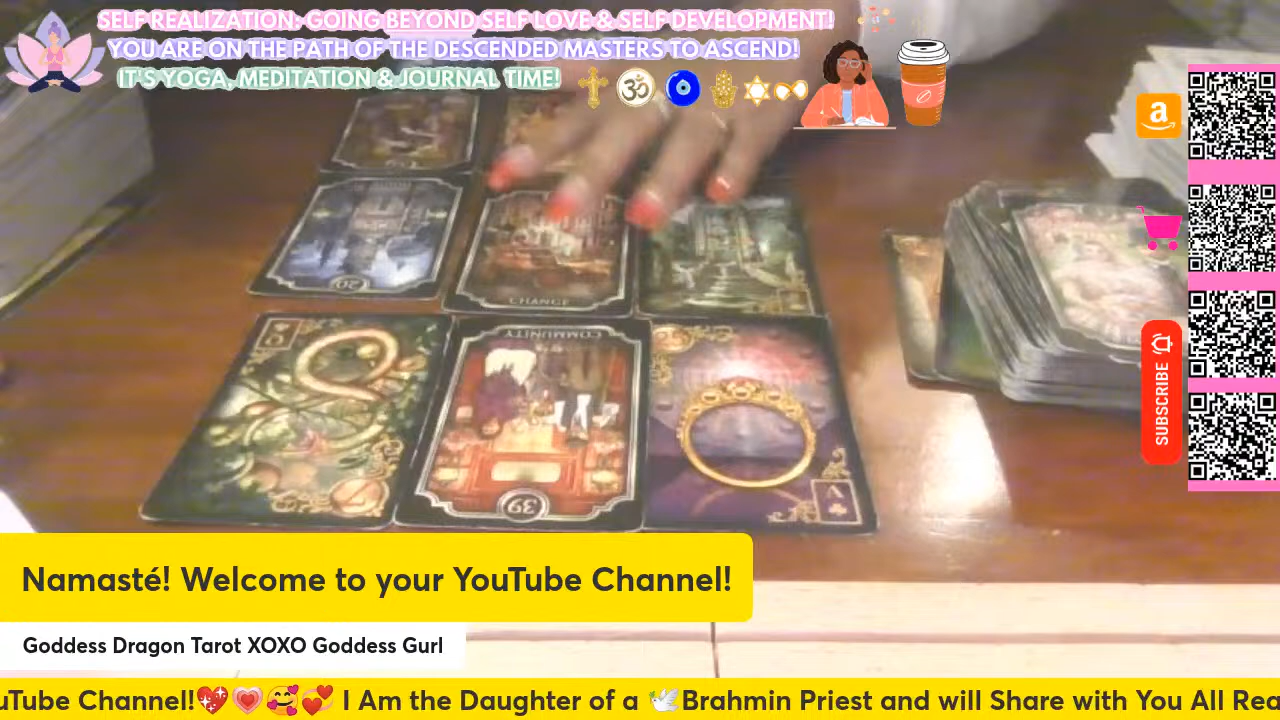 SELF REALIZATION: GOING BEYOND SELF LOVE & SELF DEVELOPMENT!
YOU ARE ON THE PATH OF THE DESCENDED MASTERS TO ASCEND!
IT'S YOGA, MEDITATION & JOURNAL TIME!
a
20
CHANGE
COMMUNITY
Q
39
A
SUBSCRIBE
Namasté! Welcome to your YouTube Channel!
Goddess Dragon Tarot XOXO Goddess Gurl
uTube Channel!💖💗🥰💞 I Am the Daughter of a 🕊️Brahmin Priest and will Share with You All Rea